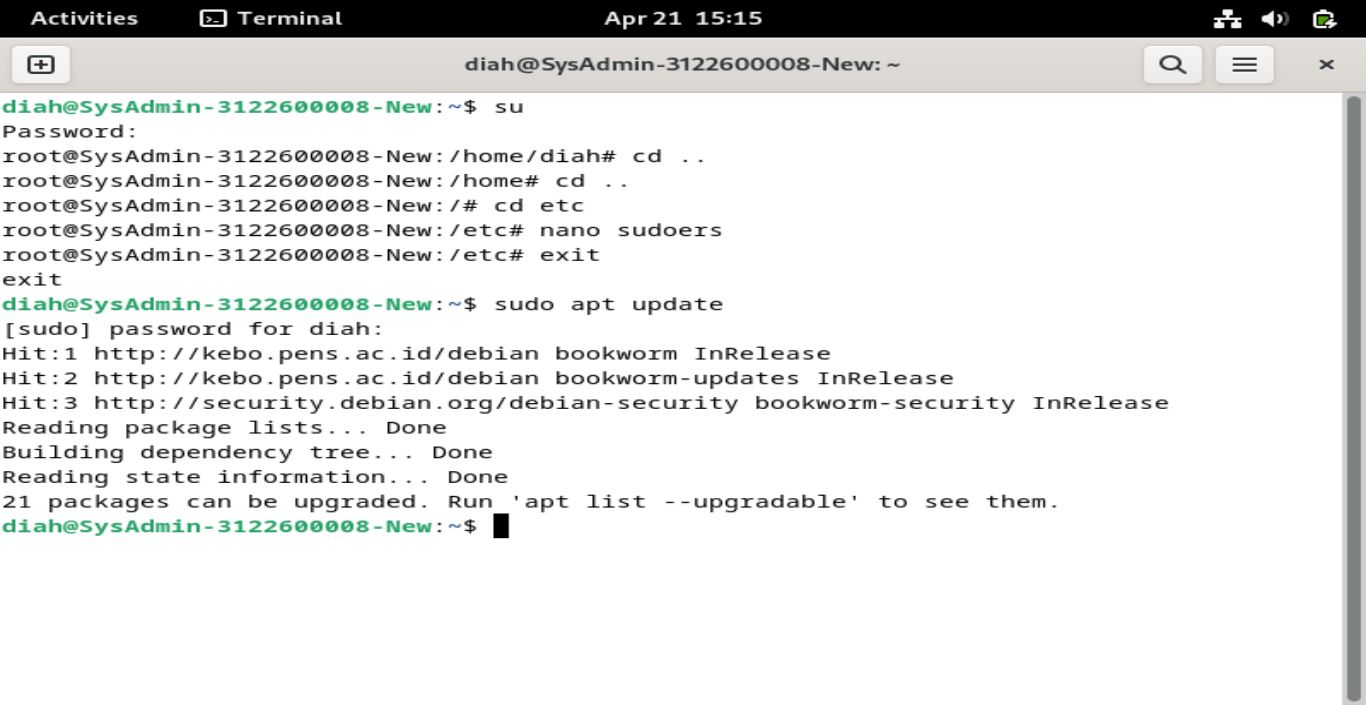 Activities Terminal Apr 21 15:15
diah@SysAdmin-3122600008-New: ~
diah@SysAdmin-3122600008-New:~$ su
Password:
root@SysAdmin-3122600008-New:/home/diah# cd ..
root@SysAdmin-3122600008-New:/home# cd ..
root@SysAdmin-3122600008-New:/# cd etc
root@SysAdmin-3122600008-New:/etc# nano sudoers
root@SysAdmin-3122600008-New:/etc# exit
exit
diah@SysAdmin-3122600008-New:~$ sudo apt update
[sudo] password for diah:
Hit:1 http://kebo.pens.ac.id/debian bookworm InRelease
Hit:2 http://kebo.pens.ac.id/debian bookworm-updates InRelease
Hit:3 http://security.debian.org/debian-security bookworm-security InRelease
Reading package lists... Done
Building dependency tree... Done
Reading state information... Done
21 packages can be upgraded. Run 'apt list --upgradable' to see them.
diah@SysAdmin-3122600008-New:~$